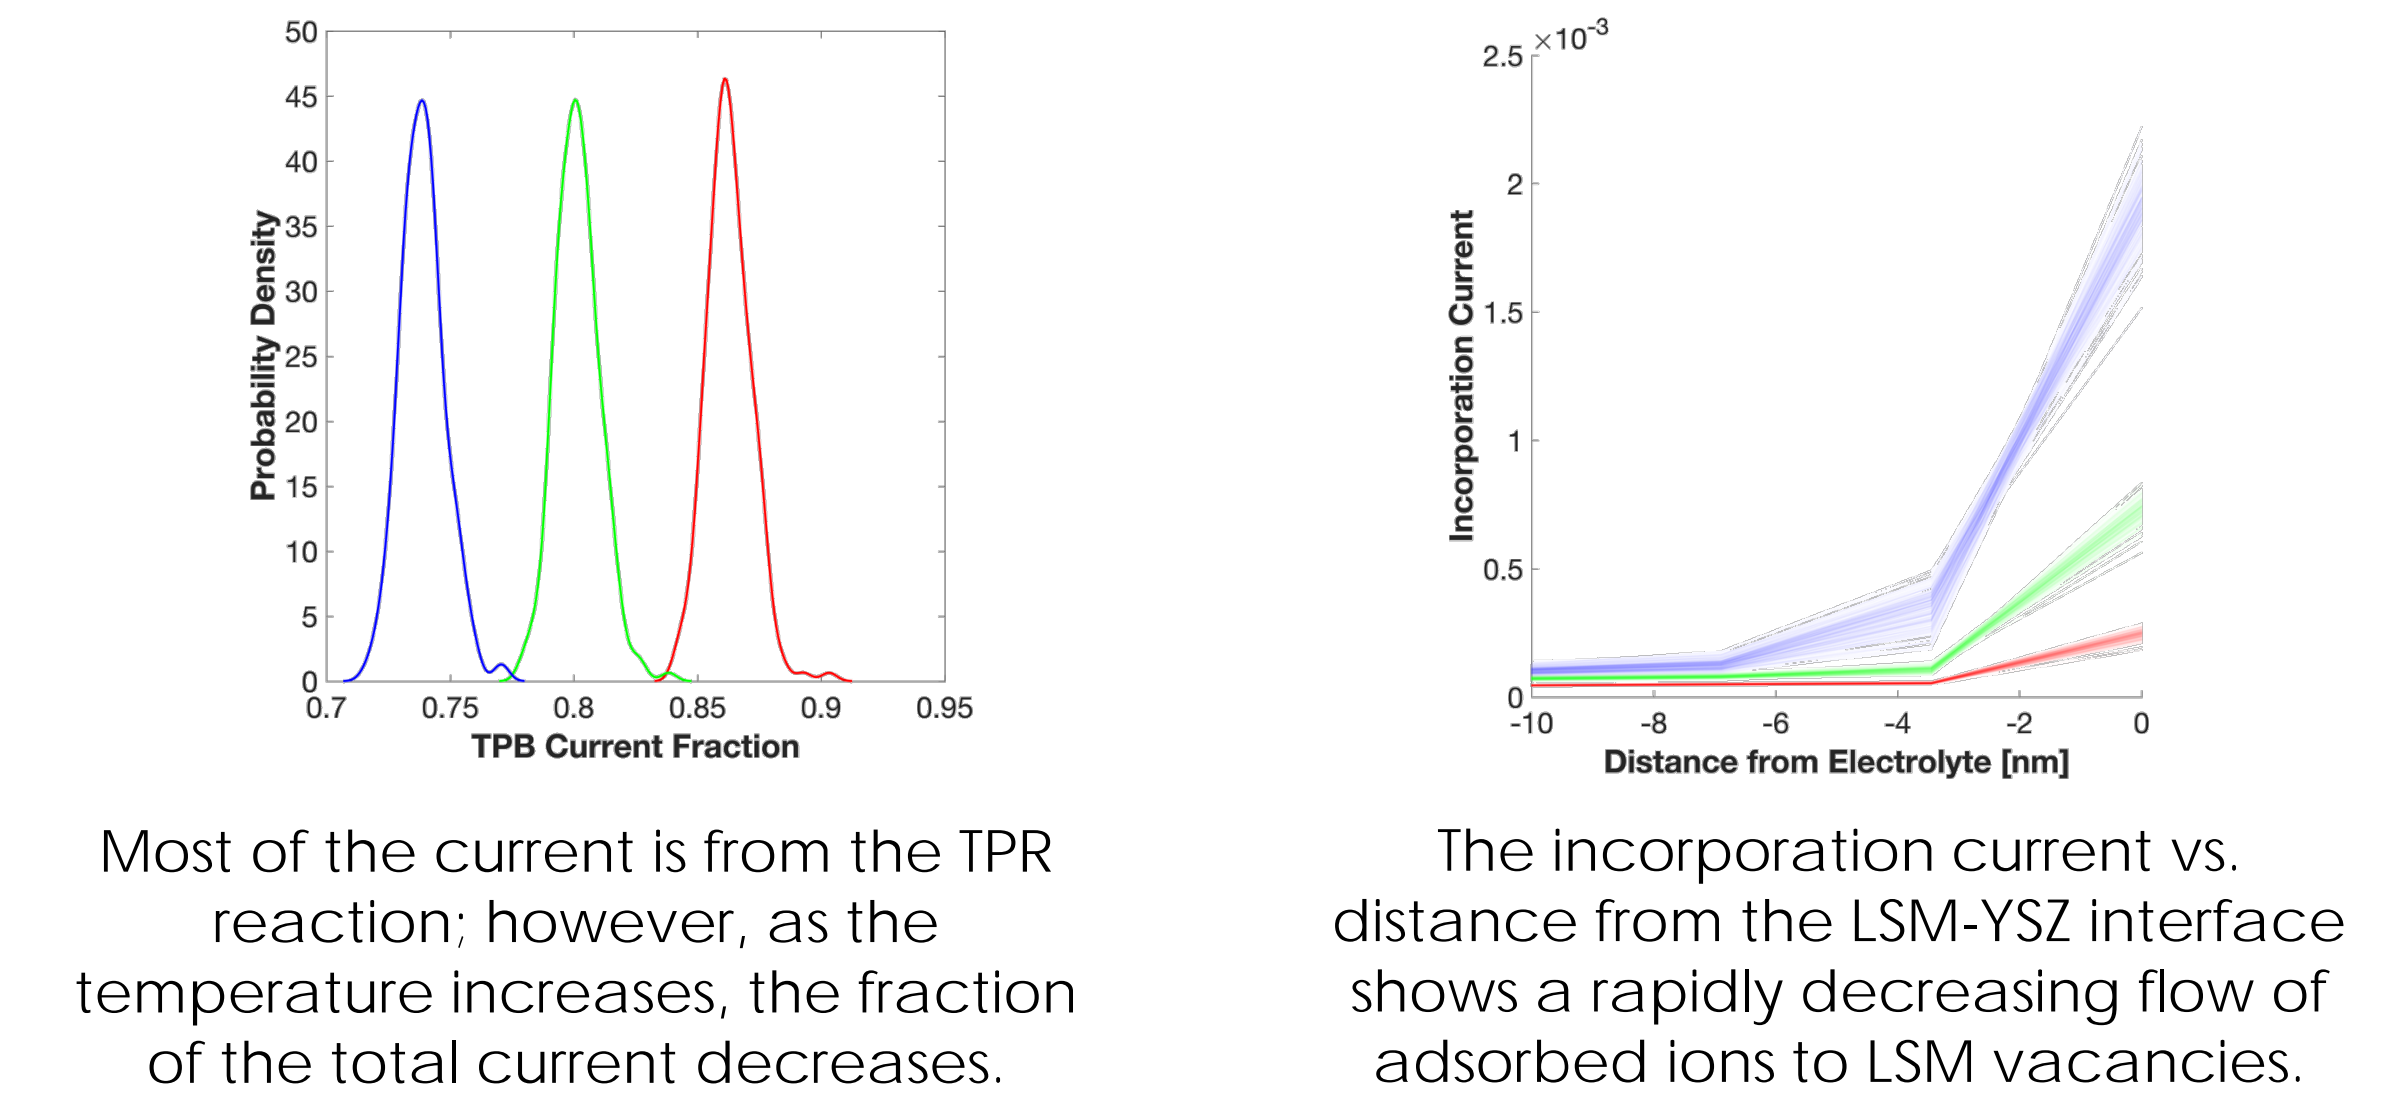 50
45
40
35
30
25
20
15
10
5
0
0.7 0.75 0.8 0.85 0.9 0.95
Probability Density
TPB Current Fraction
Most of the current is from the TPR
reaction; however, as the
temperature increases, the fraction
of the total current decreases.
×10-3
2.5
2
1.5
1
0.5
0
-10 -8 -6 -4 -2 0
Incorporation Current
Distance from Electrolyte [nm]
The incorporation current vs.
distance from the LSM-YSZ interface
shows a rapidly decreasing flow of
adsorbed ions to LSM vacancies.